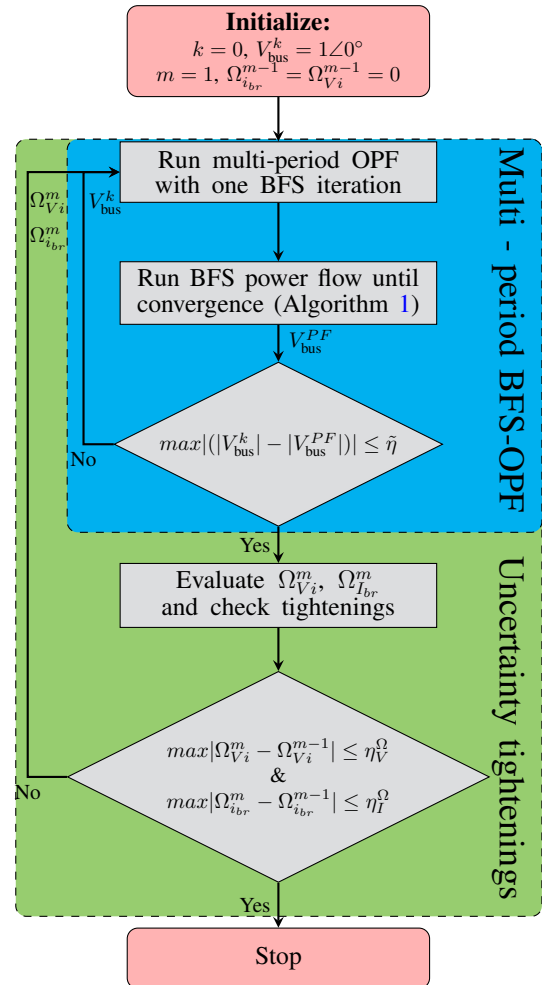 Initialize:
k = 0, V_bus^k = 1∠0°
m = 1, Ω_{i_br}^{m−1} = Ω_{Vi}^{m−1} = 0
Run multi-period OPF
with one BFS iteration
Ω_{Vi}^m
V_bus^k
Ω_{i_br}^m
Run BFS power flow until
convergence (Algorithm 1)
V_bus^{PF}
max|(|V_bus^k| − |V_bus^{PF}|)| ≤ η̃
No
Yes
Multi - period BFS-OPF
Evaluate Ω_{Vi}^m, Ω_{I_br}^m
and check tightenings
max|Ω_{Vi}^m − Ω_{Vi}^{m−1}| ≤ η_V^Ω
&
max|Ω_{i_br}^m − Ω_{i_br}^{m−1}| ≤ η_I^Ω
No
Yes
Uncertainty tightenings
Stop